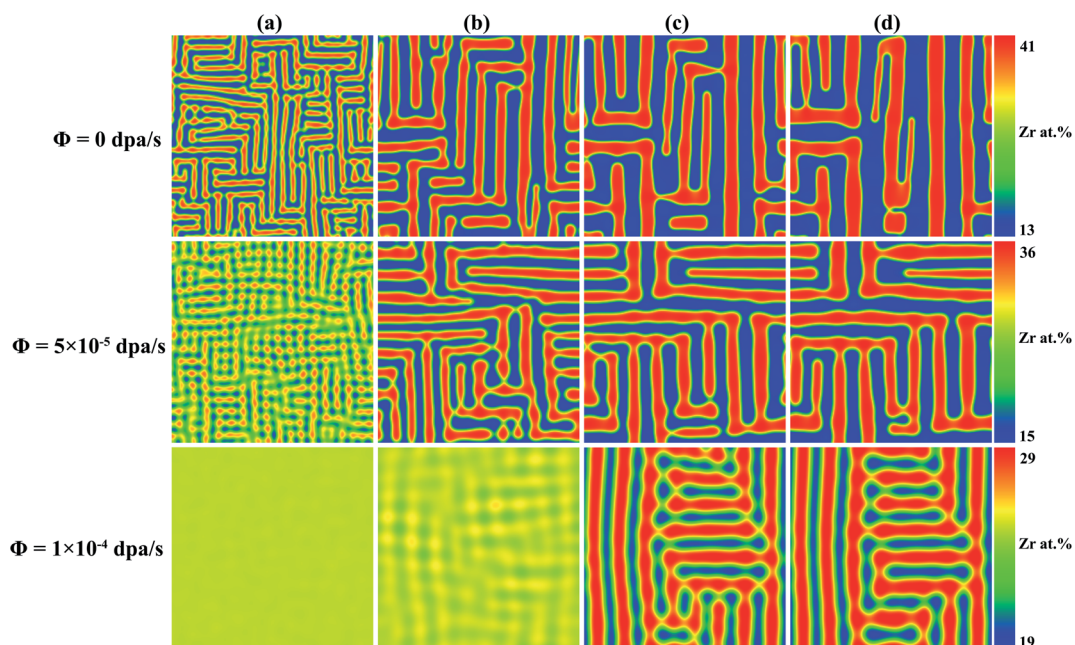 (a) (b) (c) (d)
Φ = 0 dpa/s
41
Zr at.%
13
Φ = 5×10⁻⁵ dpa/s
36
Zr at.%
15
Φ = 1×10⁻⁴ dpa/s
29
Zr at.%
19